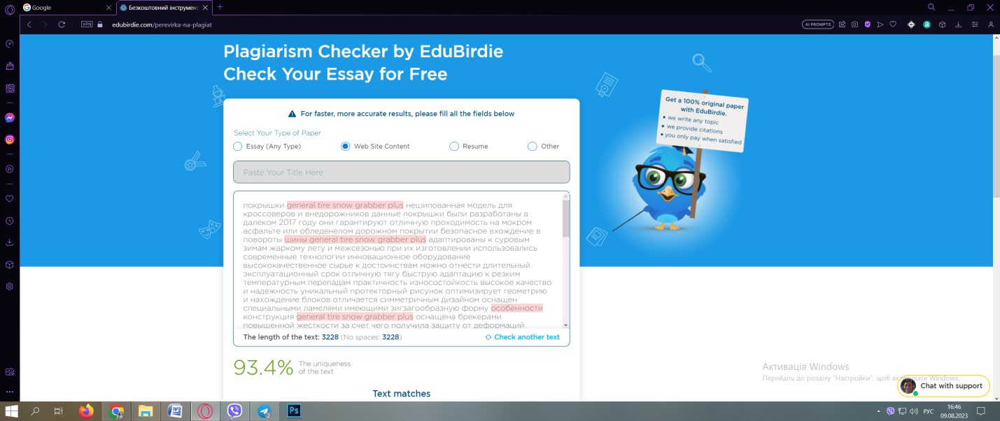 Google
Безкоштовний інструмент
VPN
edubirdie.com/perevirka-na-plagiat
AI PROMPTS
Plagiarism Checker by EduBirdie
Check Your Essay for Free
Get a 100% original paper
with EduBirdie.
• we write any topic
• we provide citations
• you only pay when satisfied
For faster, more accurate results, please fill all the fields below
Select Your Type of Paper
Essay (Any Type) Web Site Content Resume Other
Paste Your Title Here
покрышки general tire snow grabber plus нешипованная модель для
кроссоверов и внедорожников данные покрышки были разработаны в
далеком 2017 году они гарантируют отличную проходимость на мокром
асфальте или обледенелом дорожном покрытии безопасное вхождение в
повороты шины general tire snow grabber plus адаптированы к суровым
зимам жаркому лету и межсезонью при их изготовлении использовались
современные технологии инновационное оборудование
высококачественное сырье к достоинствам можно отнести длительный
эксплуатационный срок отличную тягу быструю адаптацию к резким
температурным перепадам практичность износостойкость высокое качество
и надежность уникальный протекторный рисунок оптимизирует геометрию
и нахождение блоков отличается симметричным дизайном оснащен
специальными ламелями имеющими зигзагообразную форму особенности
конструкция general tire snow grabber plus оснащена брекерами
повышенной жесткости за счет чего получила защиту от деформаций
The length of the text: 3228 (No spaces: 3228)
Check another text
93.4%
The uniqueness
of the text
Text matches
Активація Windows
Перейдіть до розділу "Настройки", щоб активувати Windows.
Chat with support
РУС
16:46
09.08.2023
Ps